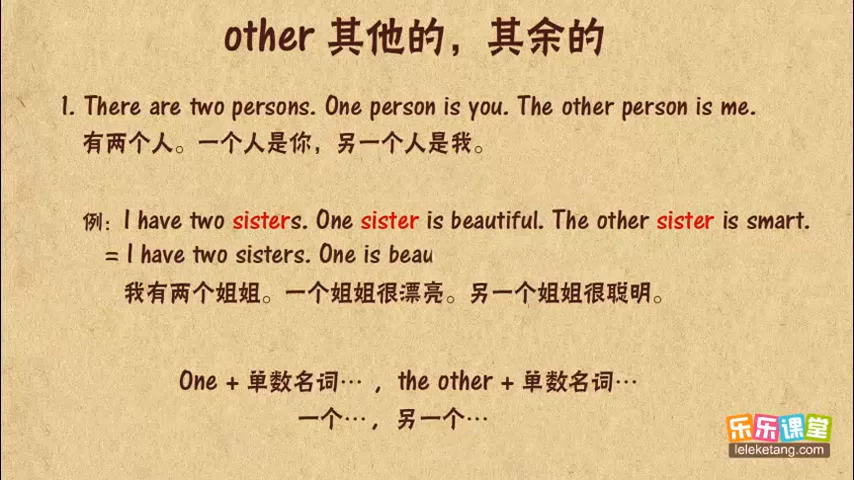 other 其他的，其余的
1. There are two persons. One person is you. The other person is me.
有两个人。一个人是你，另一个人是我。
例：I have two sisters. One sister is beautiful. The other sister is smart.
= I have two sisters. One is beau
我有两个姐姐。一个姐姐很漂亮。另一个姐姐很聪明。
One + 单数名词…，the other + 单数名词…
一个…，另一个…
乐乐课堂
leleketang.com